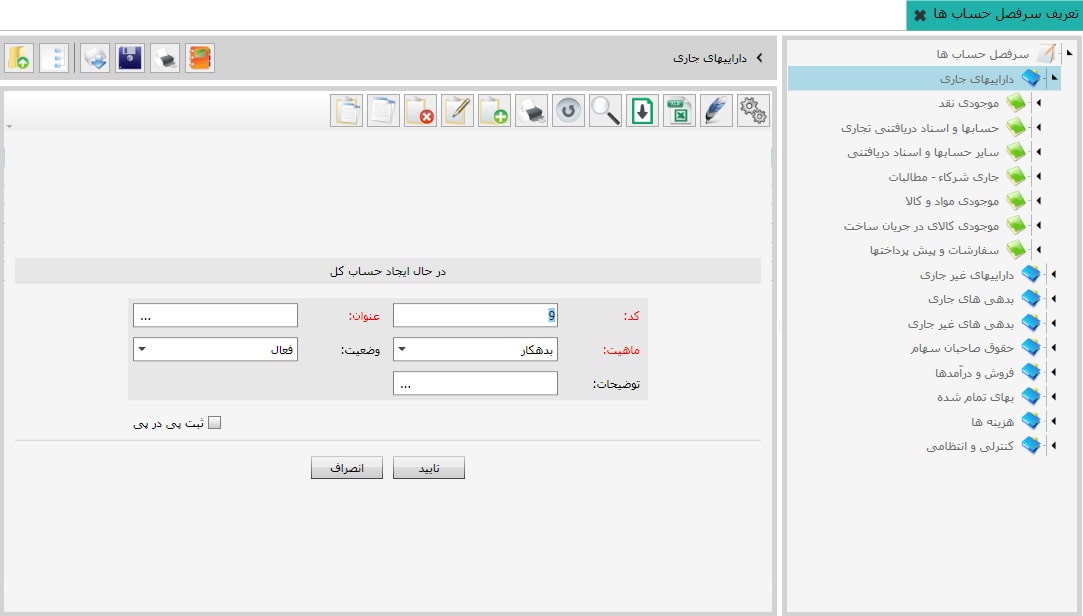 تعریف سرفصل حساب ها
سرفصل حساب ها
داراییهای جاری
موجودی نقد
حسابها و اسناد دریافتنی تجاری
سایر حسابها و اسناد دریافتنی
جاری شرکاء - مطالبات
موجودی مواد و کالا
موجودی کالای در جریان ساخت
سفارشات و پیش پرداختها
داراییهای غیر جاری
بدهی های جاری
بدهی های غیر جاری
حقوق صاحبان سهام
فروش و درآمدها
بهای تمام شده
هزینه ها
کنترلی و انتظامی
داراییهای جاری
در حال ایجاد حساب کل
کد: 9 عنوان: ...
ماهیت: بدهکار وضعیت: فعال
توضیحات: ...
ثبت پی در پی
تایید انصراف